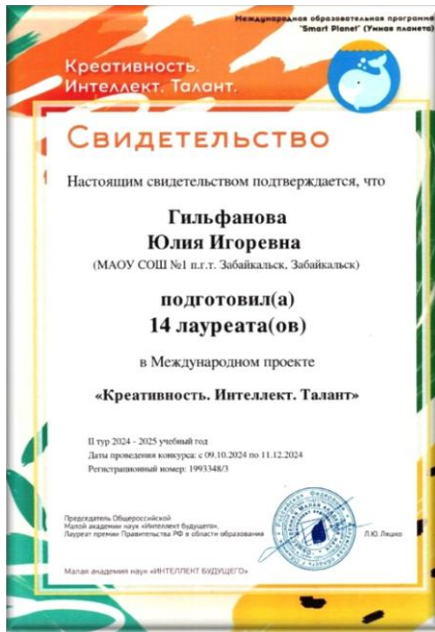 Международная образовательная программа
"Smart Planet" (Умная планета)
Креативность.
Интеллект. Талант.
Свидетельство
Настоящим свидетельством подтверждается, что
Гильфанова
Юлия Игоревна
(МАОУ СОШ №1 п.г.т. Забайкальск, Забайкальск)
подготовил(а)
14 лауреата(ов)
в Международном проекте
«Креативность. Интеллект. Талант»
II тур 2024 - 2025 учебный год
Даты проведения конкурса: с 09.10.2024 по 11.12.2024
Регистрационный номер: 1993348/3
Председатель Общероссийской
Малой академии наук «Интеллект будущего»,
Лауреат премии Правительства РФ в области образования
Л.Ю. Ляшко
Малая академия наук «ИНТЕЛЛЕКТ БУДУЩЕГО»